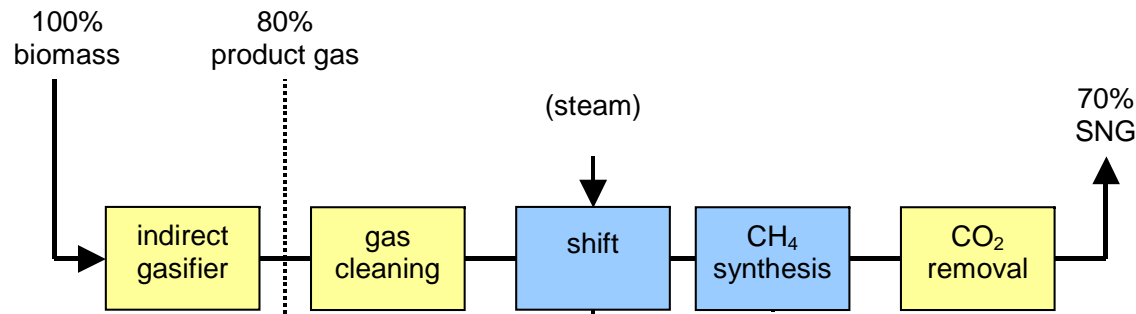 100%
biomass
80%
product gas
(steam)
70%
SNG
indirect
gasifier
gas
cleaning
shift
CH₄
synthesis
CO₂
removal